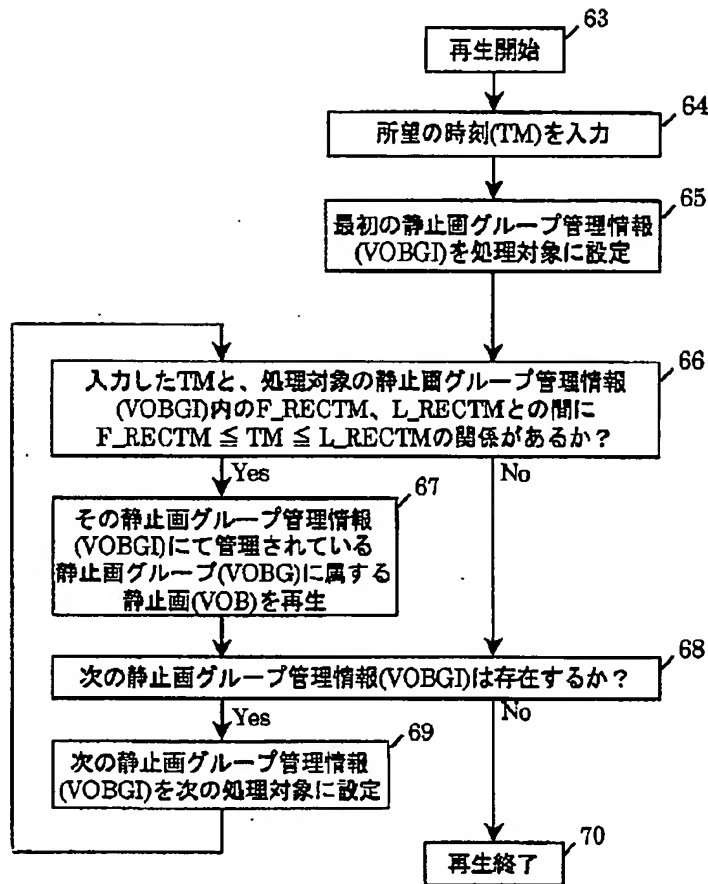 63
再生開始
64
所望の時刻(TM)を入力
65
最初の静止画グループ管理情報
(VOBGI)を処理対象に設定
66
入力したTMと、処理対象の静止画グループ管理情報
(VOBGI)内のF_RECTM、L_RECTMとの間に
F_RECTM ≦ TM ≦ L_RECTMの関係があるか？
Yes
No
67
その静止画グループ管理情報
(VOBGI)にて管理されている
静止画グループ(VOBG)に属する
静止画(VOB)を再生
68
次の静止画グループ管理情報(VOBGI)は存在するか？
Yes
No
69
次の静止画グループ管理情報
(VOBGI)を次の処理対象に設定
70
再生終了